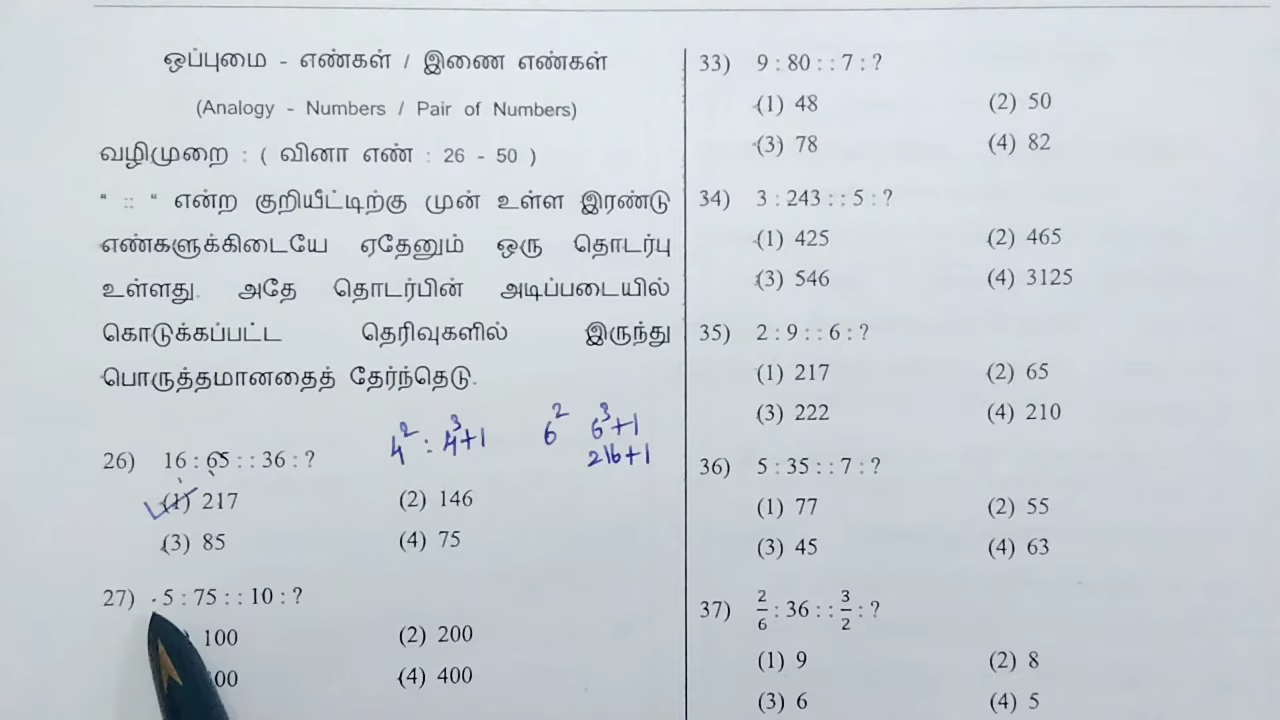 ஒப்புமை - எண்கள் / இணை எண்கள்
(Analogy - Numbers / Pair of Numbers)
வழிமுறை : ( வினா எண் : 26 - 50 )
" :: " என்ற குறியீட்டிற்கு முன் உள்ள இரண்டு
எண்களுக்கிடையே ஏதேனும் ஒரு தொடர்பு
உள்ளது. அதே தொடர்பின் அடிப்படையில்
கொடுக்கப்பட்ட தெரிவுகளில் இருந்து
பொருத்தமானதைத் தேர்ந்தெடு.
4² : 4³+1 6² 6³+1
216+1
26) 16 : 65 : : 36 : ?
(1) 217 (2) 146
(3) 85 (4) 75
27) 5 : 75 : : 10 : ?
100 (2) 200
(4) 400
33) 9 : 80 : : 7 : ?
(1) 48 (2) 50
(3) 78 (4) 82
34) 3 : 243 : : 5 : ?
(1) 425 (2) 465
(3) 546 (4) 3125
35) 2 : 9 : : 6 : ?
(1) 217 (2) 65
(3) 222 (4) 210
36) 5 : 35 : : 7 : ?
(1) 77 (2) 55
(3) 45 (4) 63
37) 2/6 : 36 : : 3/2 : ?
(1) 9 (2) 8
(3) 6 (4) 5